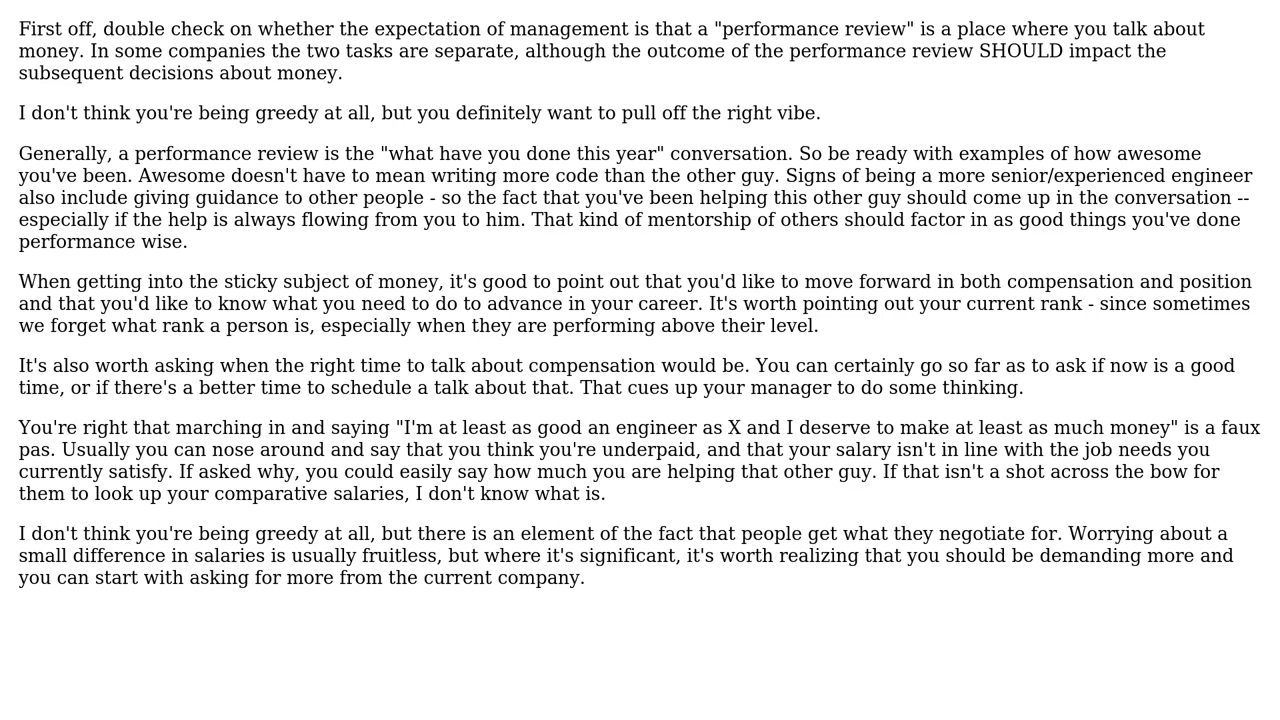 First off, double check on whether the expectation of management is that a "performance review" is a place where you talk about
money. In some companies the two tasks are separate, although the outcome of the performance review SHOULD impact the
subsequent decisions about money.
I don't think you're being greedy at all, but you definitely want to pull off the right vibe.
Generally, a performance review is the "what have you done this year" conversation. So be ready with examples of how awesome
you've been. Awesome doesn't have to mean writing more code than the other guy. Signs of being a more senior/experienced engineer
also include giving guidance to other people - so the fact that you've been helping this other guy should come up in the conversation --
especially if the help is always flowing from you to him. That kind of mentorship of others should factor in as good things you've done
performance wise.
When getting into the sticky subject of money, it's good to point out that you'd like to move forward in both compensation and position
and that you'd like to know what you need to do to advance in your career. It's worth pointing out your current rank - since sometimes
we forget what rank a person is, especially when they are performing above their level.
It's also worth asking when the right time to talk about compensation would be. You can certainly go so far as to ask if now is a good
time, or if there's a better time to schedule a talk about that. That cues up your manager to do some thinking.
You're right that marching in and saying "I'm at least as good an engineer as X and I deserve to make at least as much money" is a faux
pas. Usually you can nose around and say that you think you're underpaid, and that your salary isn't in line with the job needs you
currently satisfy. If asked why, you could easily say how much you are helping that other guy. If that isn't a shot across the bow for
them to look up your comparative salaries, I don't know what is.
I don't think you're being greedy at all, but there is an element of the fact that people get what they negotiate for. Worrying about a
small difference in salaries is usually fruitless, but where it's significant, it's worth realizing that you should be demanding more and
you can start with asking for more from the current company.